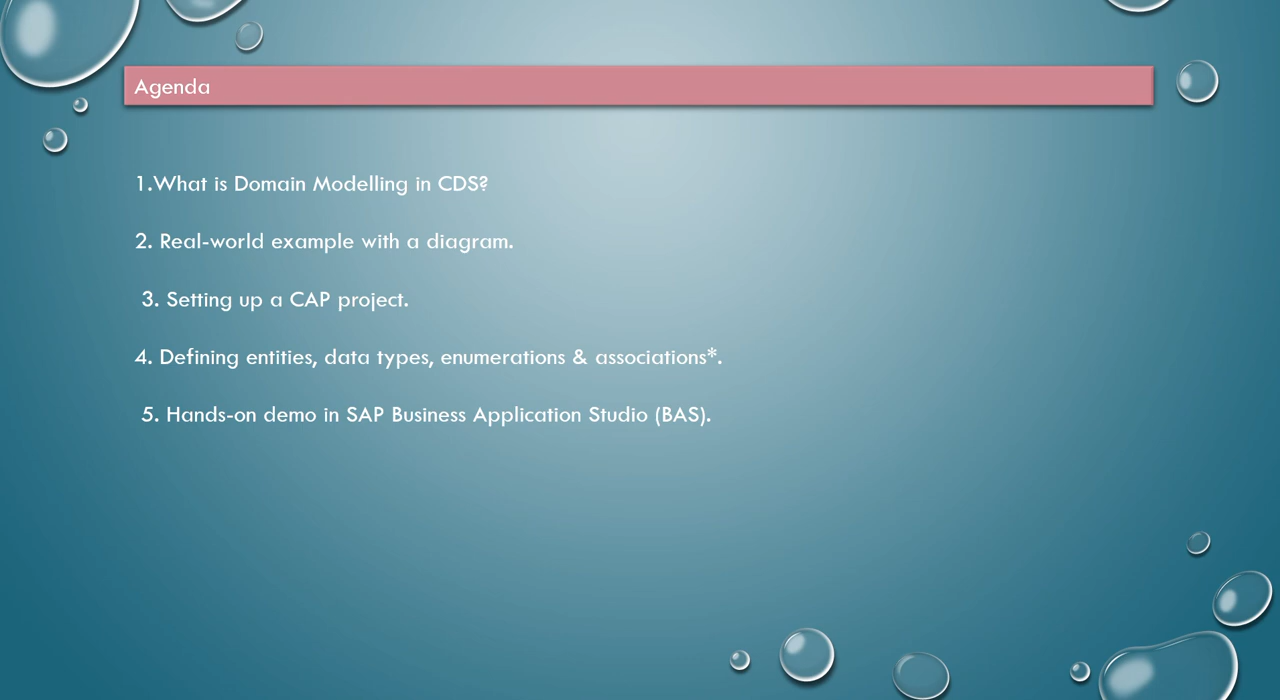 Agenda
1.What is Domain Modelling in CDS?
2. Real-world example with a diagram.
3. Setting up a CAP project.
4. Defining entities, data types, enumerations & associations*.
5. Hands-on demo in SAP Business Application Studio (BAS).